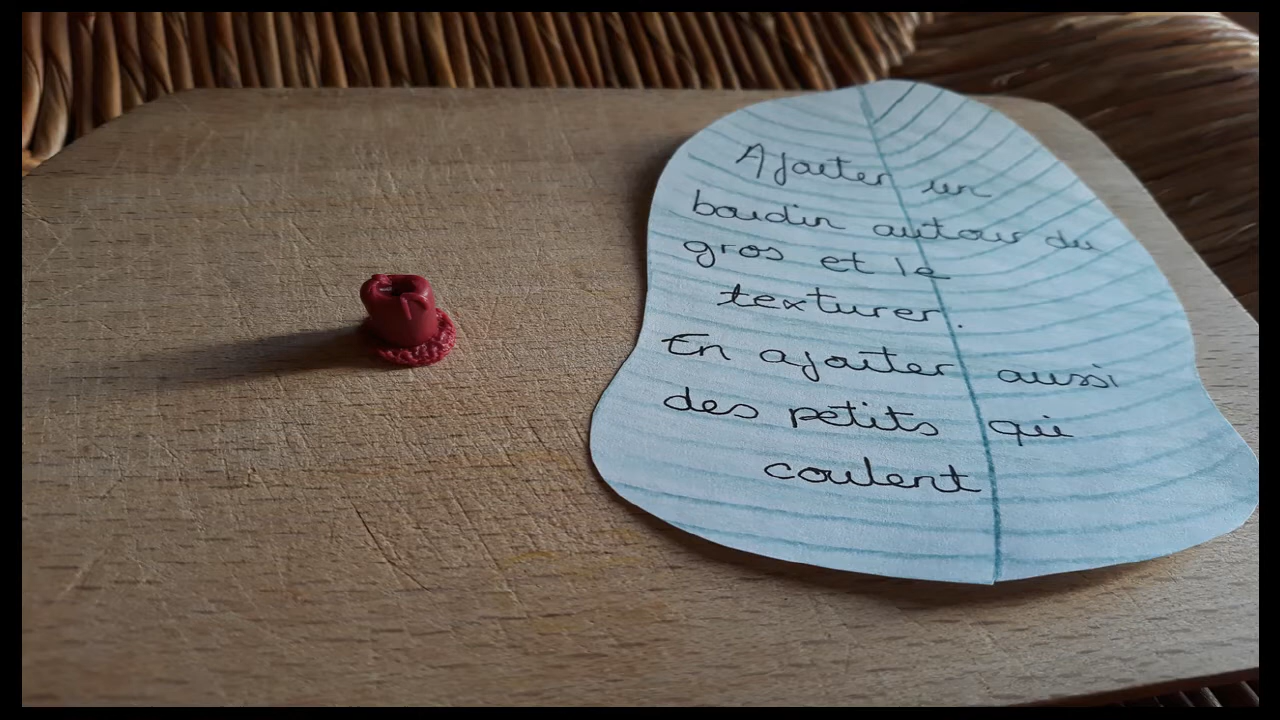 Ajouter un
boudin autour du
gros et le
texturer.
En ajouter aussi
des petits qui
coulent